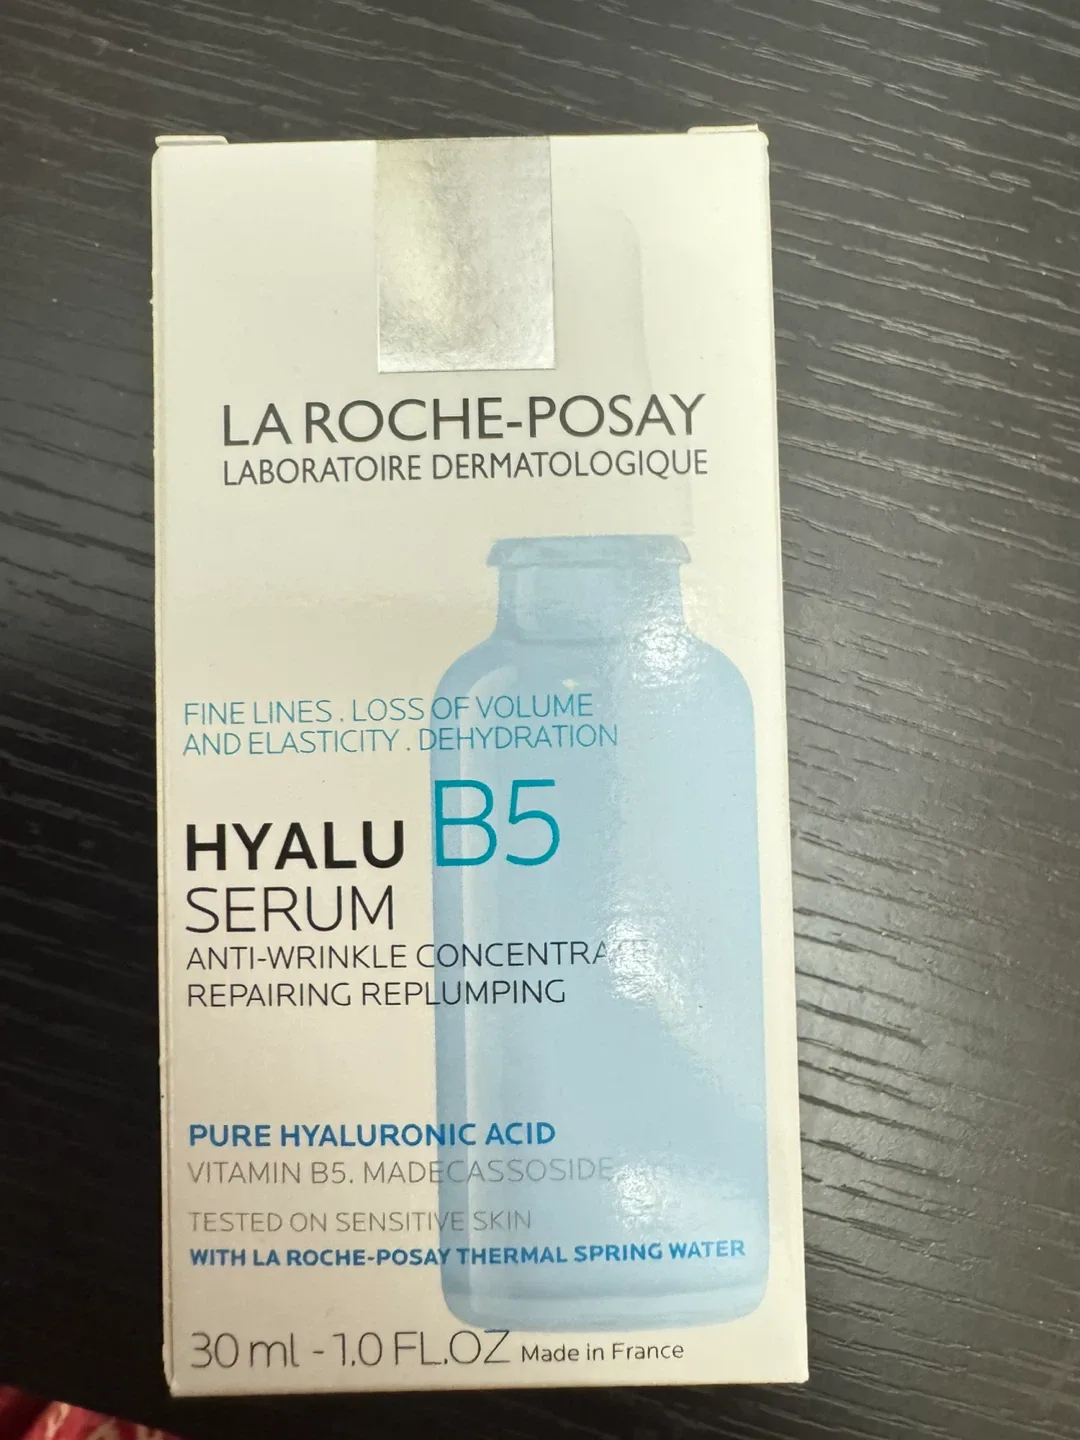 LA ROCHE-POSAY
LABORATOIRE DERMATOLOGIQUE
FINE LINES . LOSS OF VOLUME
AND ELASTICITY . DEHYDRATION
HYALU B5
SERUM
ANTI-WRINKLE CONCENTRATE
REPAIRING REPLUMPING
PURE HYALURONIC ACID
VITAMIN B5. MADECASSOSIDE
TESTED ON SENSITIVE SKIN
WITH LA ROCHE-POSAY THERMAL SPRING WATER
30 ml - 1.0 FL.OZ Made in France